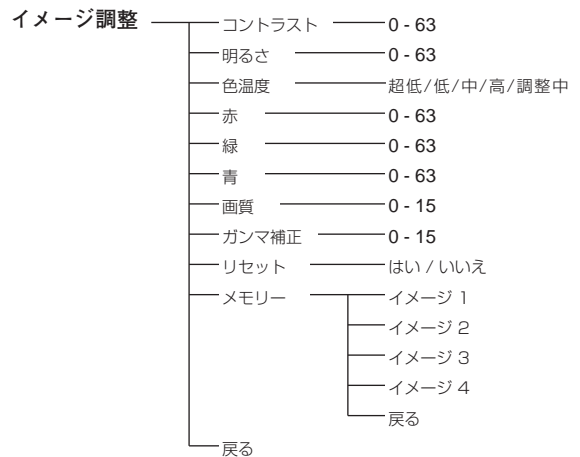 イメージ調整 コントラスト 0 - 63
明るさ 0 - 63
色温度 超低/低/中/高/調整中
赤 0 - 63
緑 0 - 63
青 0 - 63
画質 0 - 15
ガンマ補正 0 - 15
リセット はい / いいえ
メモリー イメージ 1
イメージ 2
イメージ 3
イメージ 4
戻る
戻る